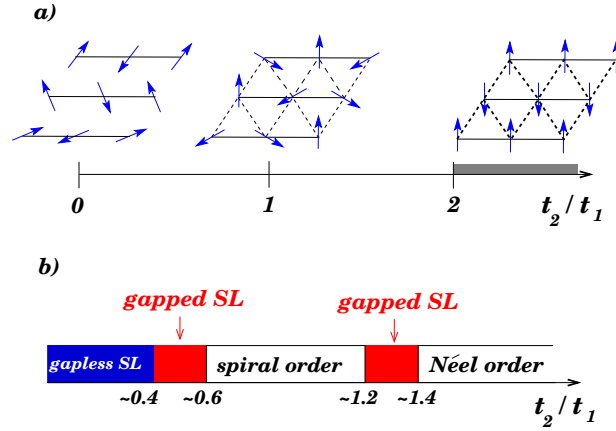 a)
0
1
2
t2/t1
b)
gapped SL
gapped SL
gapless SL
spiral order
Néel order
~0.4
~0.6
~1.2
~1.4
t2/t1